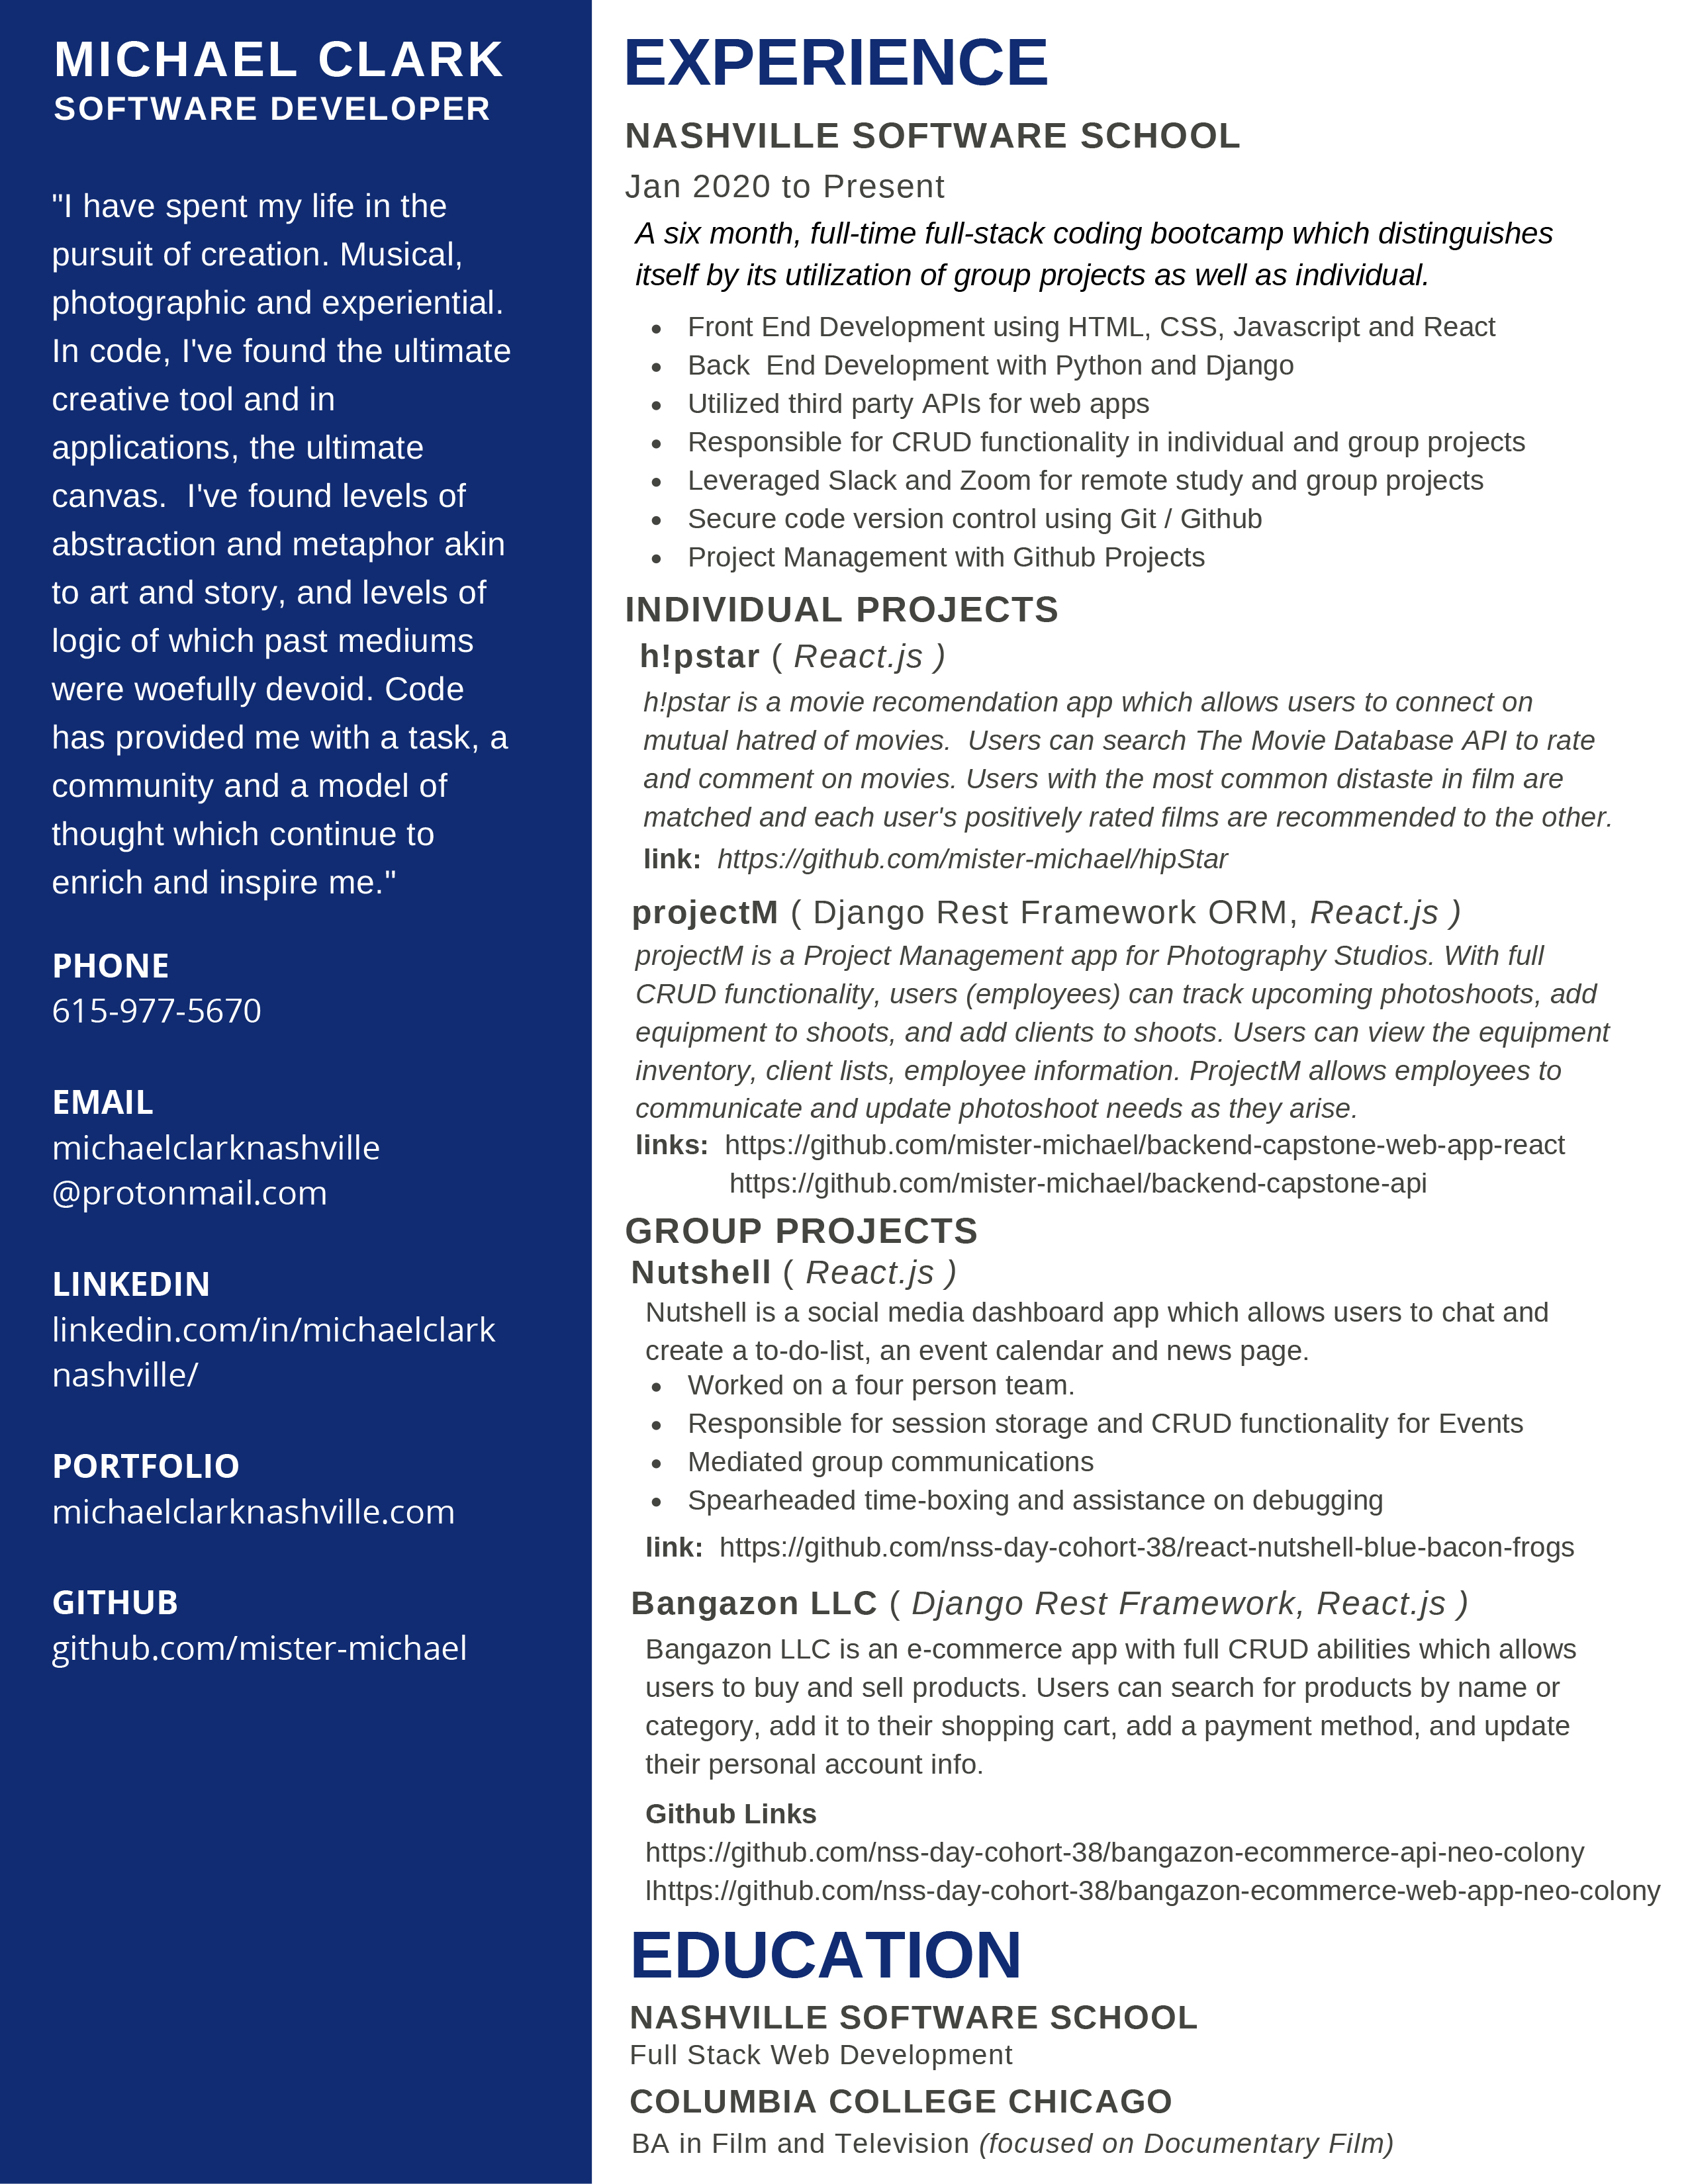 MICHAEL CLARK
SOFTWARE DEVELOPER
"I have spent my life in the
pursuit of creation. Musical,
photographic and experiential.
In code, I've found the ultimate
creative tool and in
applications, the ultimate
canvas.  I've found levels of
abstraction and metaphor akin
to art and story, and levels of
logic of which past mediums
were woefully devoid. Code
has provided me with a task, a
community and a model of
thought which continue to
enrich and inspire me."
PHONE
615-977-5670
EMAIL
michaelclarknashville
@protonmail.com
LINKEDIN
linkedin.com/in/michaelclark
nashville/
PORTFOLIO
michaelclarknashville.com
GITHUB
github.com/mister-michael
EXPERIENCE
NASHVILLE SOFTWARE SCHOOL
Jan 2020 to Present
A six month, full-time full-stack coding bootcamp which distinguishes
itself by its utilization of group projects as well as individual.
• Front End Development using HTML, CSS, Javascript and React
• Back  End Development with Python and Django
• Utilized third party APIs for web apps
• Responsible for CRUD functionality in individual and group projects
• Leveraged Slack and Zoom for remote study and group projects
• Secure code version control using Git / Github
• Project Management with Github Projects
INDIVIDUAL PROJECTS
h!pstar ( React.js )
h!pstar is a movie recomendation app which allows users to connect on
mutual hatred of movies.  Users can search The Movie Database API to rate
and comment on movies. Users with the most common distaste in film are
matched and each user's positively rated films are recommended to the other.
link:  https://github.com/mister-michael/hipStar
projectM ( Django Rest Framework ORM, React.js )
projectM is a Project Management app for Photography Studios. With full
CRUD functionality, users (employees) can track upcoming photoshoots, add
equipment to shoots, and add clients to shoots. Users can view the equipment
inventory, client lists, employee information. ProjectM allows employees to
communicate and update photoshoot needs as they arise.
links:  https://github.com/mister-michael/backend-capstone-web-app-react
https://github.com/mister-michael/backend-capstone-api
GROUP PROJECTS
Nutshell ( React.js )
Nutshell is a social media dashboard app which allows users to chat and
create a to-do-list, an event calendar and news page.
• Worked on a four person team.
• Responsible for session storage and CRUD functionality for Events
• Mediated group communications
• Spearheaded time-boxing and assistance on debugging
link:  https://github.com/nss-day-cohort-38/react-nutshell-blue-bacon-frogs
Bangazon LLC ( Django Rest Framework, React.js )
Bangazon LLC is an e-commerce app with full CRUD abilities which allows
users to buy and sell products. Users can search for products by name or
category, add it to their shopping cart, add a payment method, and update
their personal account info.
Github Links
https://github.com/nss-day-cohort-38/bangazon-ecommerce-api-neo-colony
lhttps://github.com/nss-day-cohort-38/bangazon-ecommerce-web-app-neo-colony
EDUCATION
NASHVILLE SOFTWARE SCHOOL
Full Stack Web Development
COLUMBIA COLLEGE CHICAGO
BA in Film and Television (focused on Documentary Film)